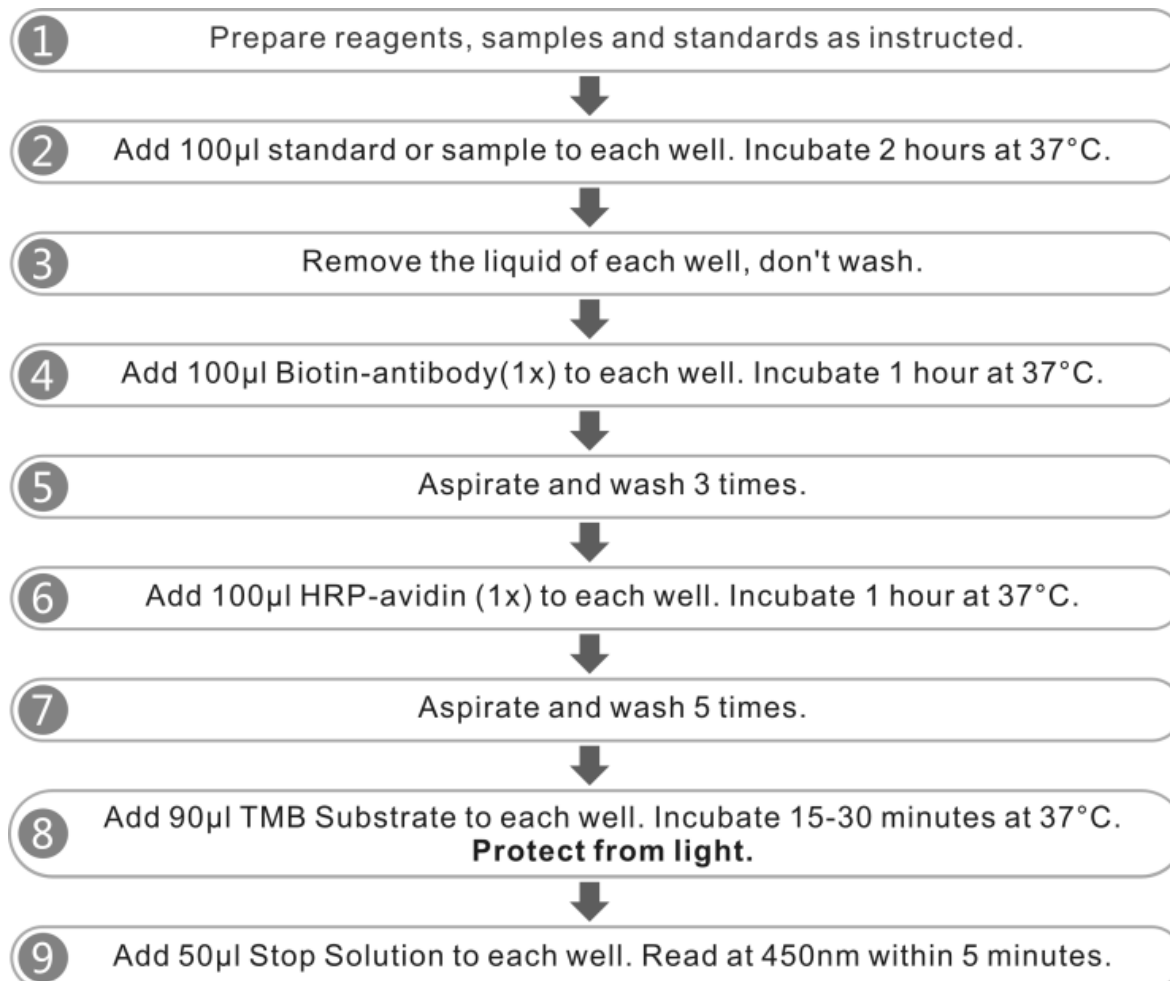 1 Prepare reagents, samples and standards as instructed.
2 Add 100µl standard or sample to each well. Incubate 2 hours at 37°C.
3 Remove the liquid of each well, don't wash.
4 Add 100µl Biotin-antibody(1x) to each well. Incubate 1 hour at 37°C.
5 Aspirate and wash 3 times.
6 Add 100µl HRP-avidin (1x) to each well. Incubate 1 hour at 37°C.
7 Aspirate and wash 5 times.
8 Add 90µl TMB Substrate to each well. Incubate 15-30 minutes at 37°C.
Protect from light.
9 Add 50µl Stop Solution to each well. Read at 450nm within 5 minutes.